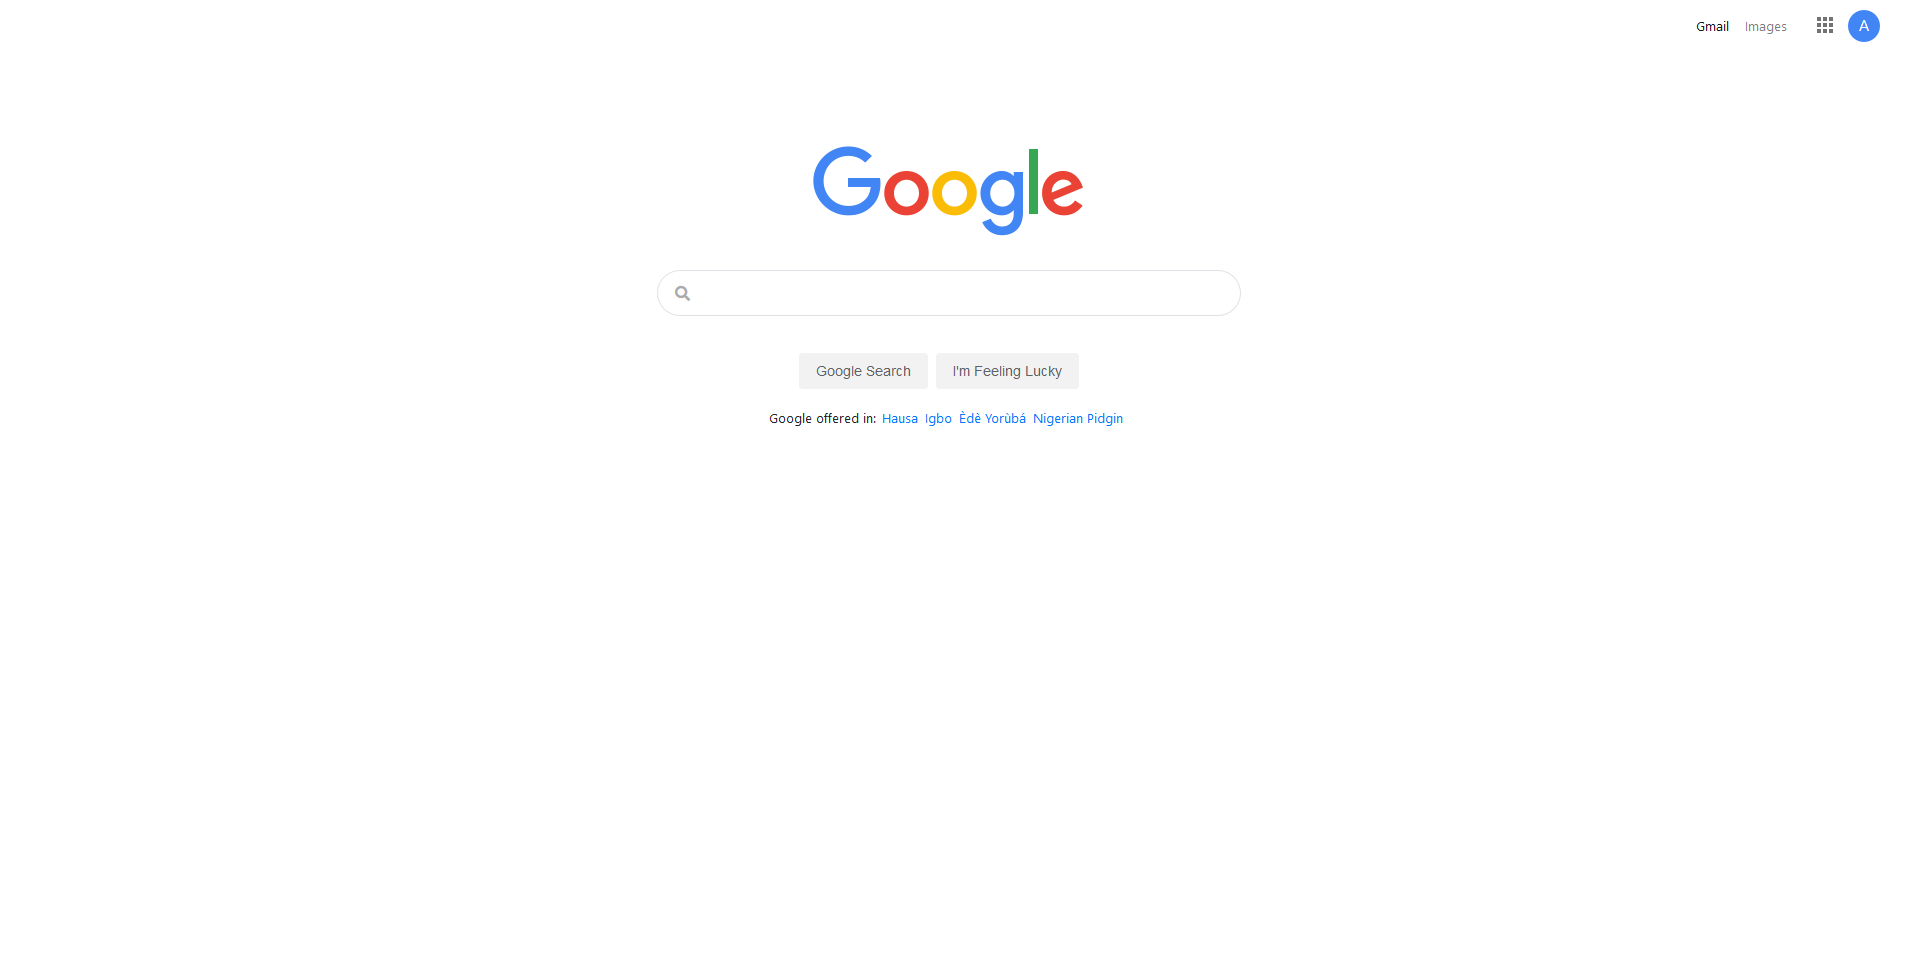 Gmail Images A
Google
Google Search I'm Feeling Lucky
Google offered in: Hausa Igbo Èdè Yorùbá Nigerian Pidgin